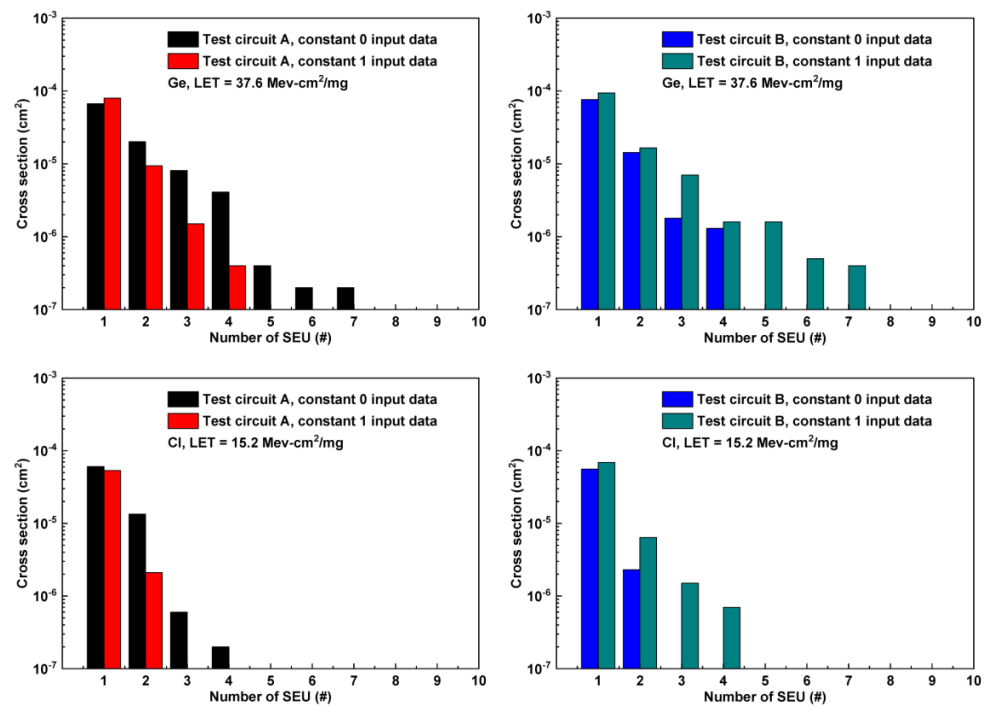 Test circuit A, constant 0 input data
Test circuit A, constant 1 input data
Ge, LET = 37.6 Mev-cm²/mg
Cross section (cm²)
10⁻³
10⁻⁴
10⁻⁵
10⁻⁶
10⁻⁷
1 2 3 4 5 6 7 8 9 10
Number of SEU (#)
Test circuit B, constant 0 input data
Test circuit B, constant 1 input data
Ge, LET = 37.6 Mev-cm²/mg
Cross section (cm²)
10⁻³
10⁻⁴
10⁻⁵
10⁻⁶
10⁻⁷
1 2 3 4 5 6 7 8 9 10
Number of SEU (#)
Test circuit A, constant 0 input data
Test circuit A, constant 1 input data
Cl, LET = 15.2 Mev-cm²/mg
Cross section (cm²)
10⁻³
10⁻⁴
10⁻⁵
10⁻⁶
10⁻⁷
1 2 3 4 5 6 7 8 9 10
Number of SEU (#)
Test circuit B, constant 0 input data
Test circuit B, constant 1 input data
Cl, LET = 15.2 Mev-cm²/mg
Cross section (cm²)
10⁻³
10⁻⁴
10⁻⁵
10⁻⁶
10⁻⁷
1 2 3 4 5 6 7 8 9 10
Number of SEU (#)